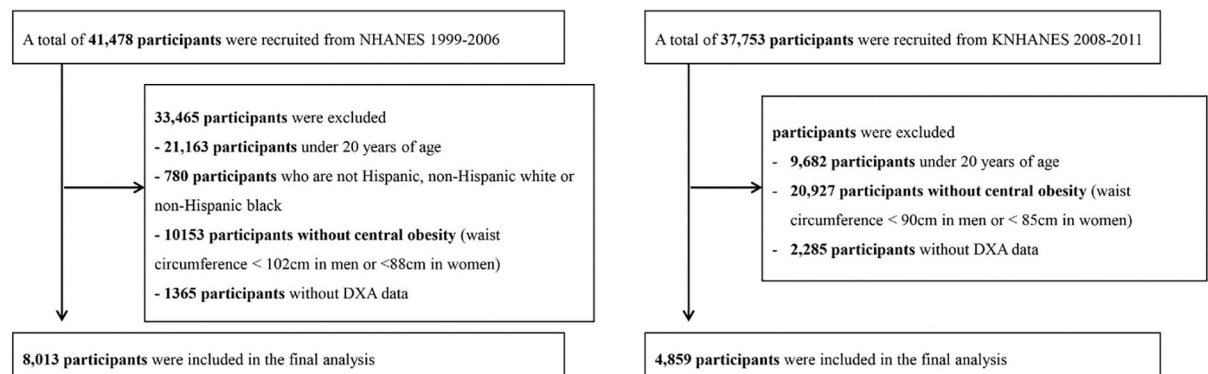 A total of 41,478 participants were recruited from NHANES 1999-2006
33,465 participants were excluded
- 21,163 participants under 20 years of age
- 780 participants who are not Hispanic, non-Hispanic white or
non-Hispanic black
- 10153 participants without central obesity (waist
circumference < 102cm in men or <88cm in women)
- 1365 participants without DXA data
8,013 participants were included in the final analysis
A total of 37,753 participants were recruited from KNHANES 2008-2011
participants were excluded
- 9,682 participants under 20 years of age
- 20,927 participants without central obesity (waist
circumference < 90cm in men or < 85cm in women)
- 2,285 participants without DXA data
4,859 participants were included in the final analysis